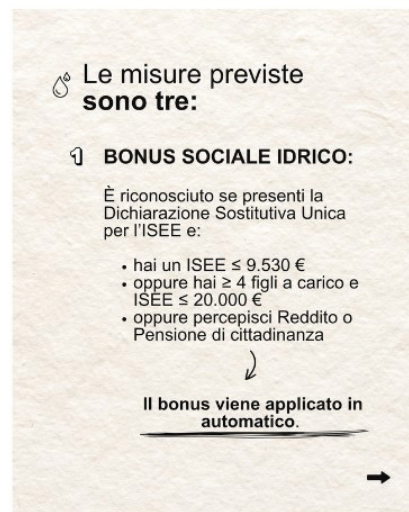 Le misure previste
sono tre:
1 BONUS SOCIALE IDRICO:
È riconosciuto se presenti la
Dichiarazione Sostitutiva Unica
per l'ISEE e:
• hai un ISEE ≤ 9.530 €
• oppure hai ≥ 4 figli a carico e
ISEE ≤ 20.000 €
• oppure percepisci Reddito o
Pensione di cittadinanza
Il bonus viene applicato in
automatico.